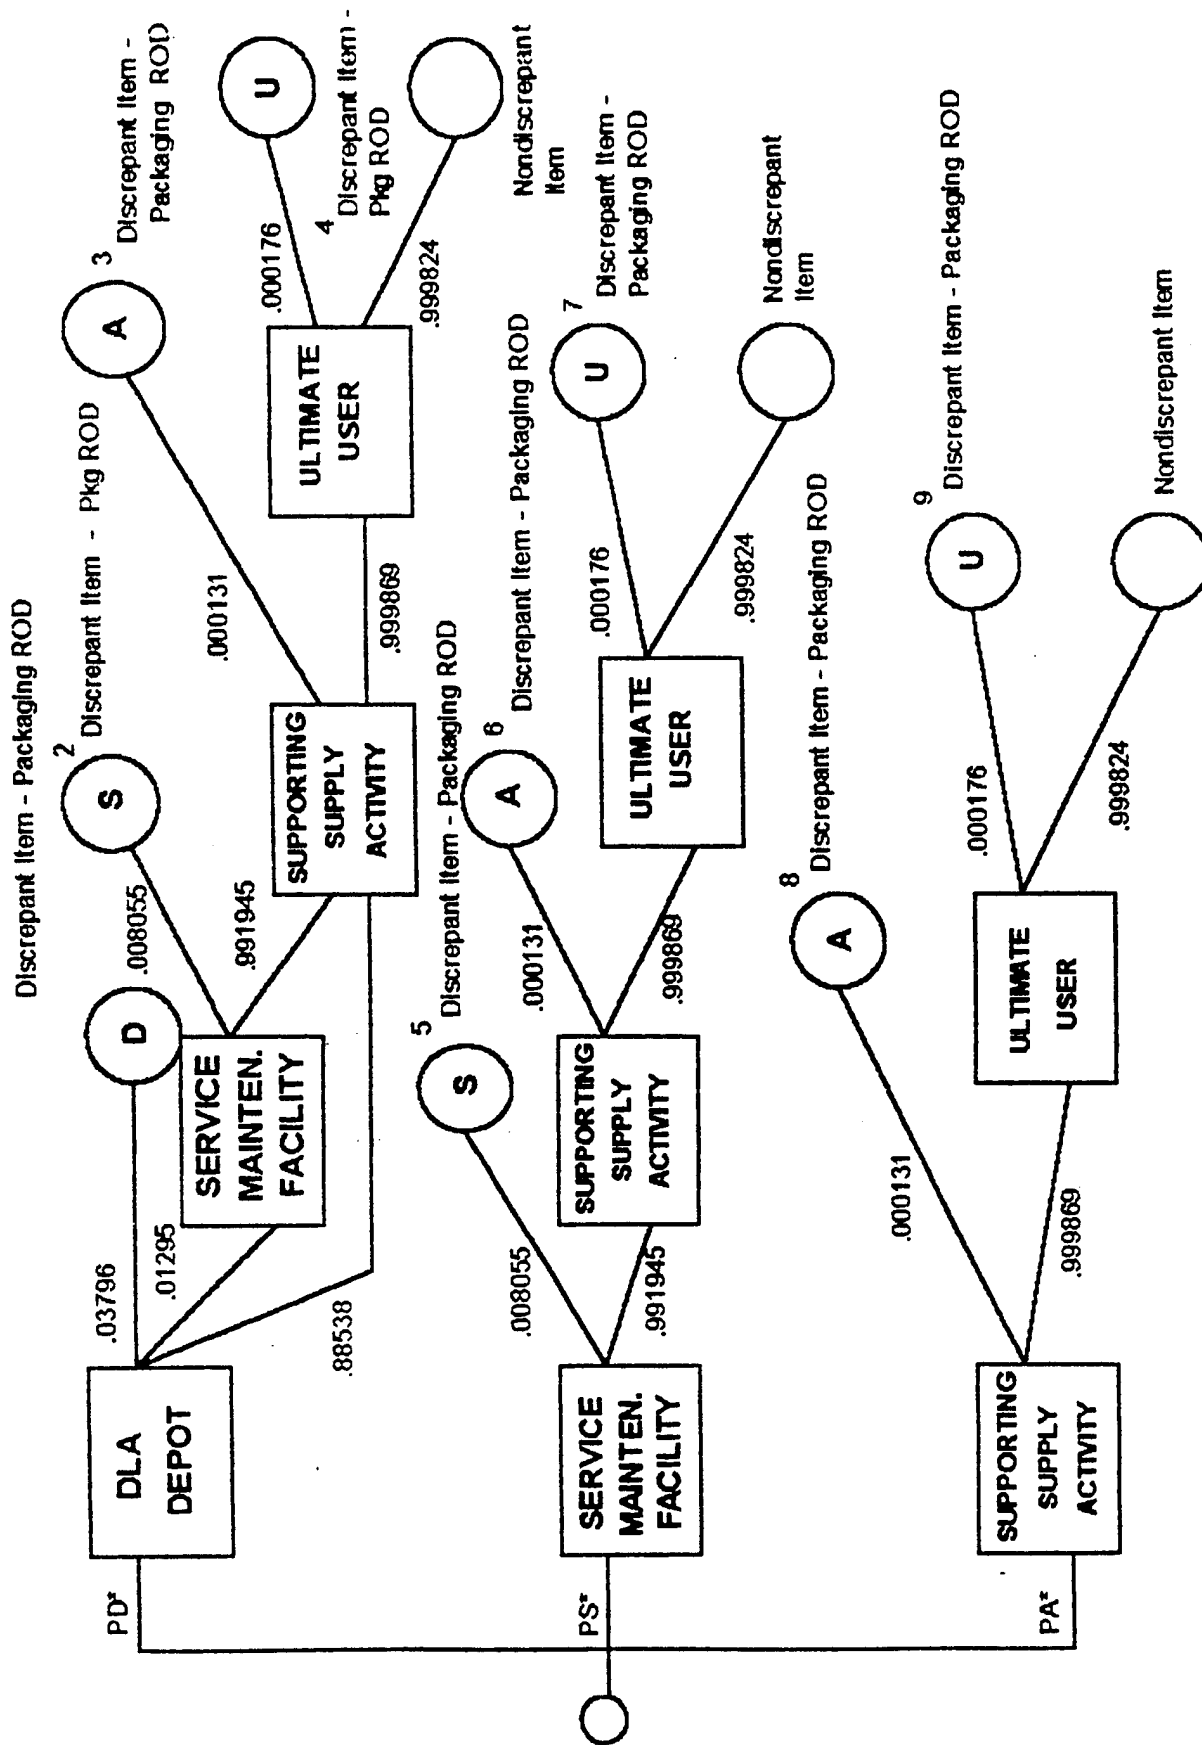 Discrepant Item - Packaging ROD
PD*
DLA
DEPOT
.03796
.01295
.88538
D
SERVICE
MAINTEN.
FACILITY
.008055
.991945
S
2
Discrepant Item - Pkg ROD
SUPPORTING
SUPPLY
ACTIVITY
.000131
.999869
A
3
Discrepant Item -
Packaging ROD
ULTIMATE
USER
.000176
.999824
U
4
Discrepant Item -
Pkg ROD
Nondiscrepant
Item
PS*
SERVICE
MAINTEN.
FACILITY
.008055
.991945
S
5
Discrepant Item - Packaging ROD
SUPPORTING
SUPPLY
ACTIVITY
.000131
.999869
A
6
Discrepant Item - Packaging ROD
ULTIMATE
USER
.000176
.999824
U
7
Discrepant Item -
Packaging ROD
Nondiscrepant
Item
PA*
SUPPORTING
SUPPLY
ACTIVITY
.000131
.999869
A
8
Discrepant Item - Packaging ROD
ULTIMATE
USER
.000176
.999824
U
9
Discrepant Item - Packaging ROD
Nondiscrepant Item